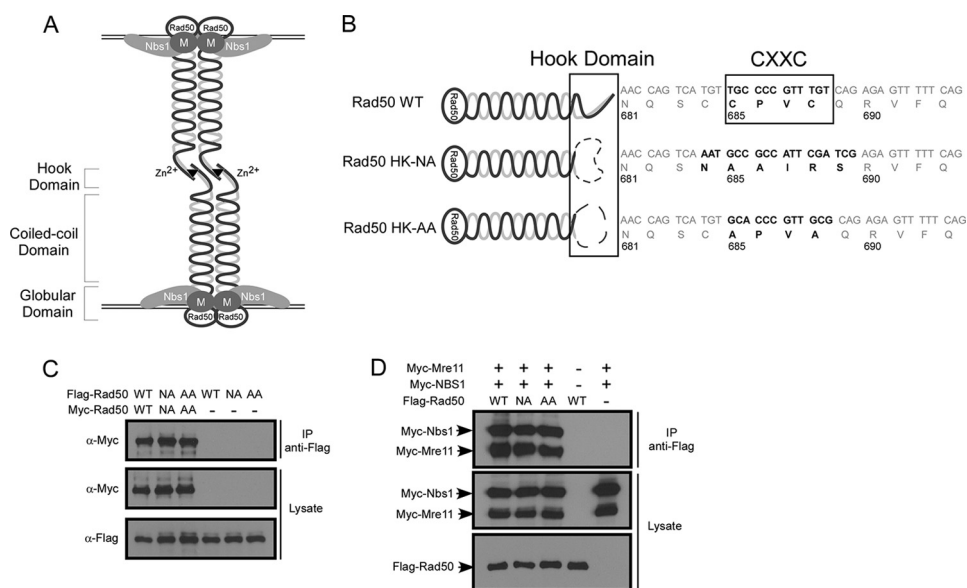 A
Rad50 Rad50
Nbs1 M M Nbs1
Zn2+ Zn2+
Hook
Domain
Coiled-coil
Domain
Globular
Domain
Nbs1 M M Nbs1
Rad50 Rad50
B
Hook Domain CXXC
Rad50 WT Rad50 AAC CAG TCA TGT TGC CCC GTT TGT CAG AGA GTT TTT CAG
N Q S C C P V C Q R V F Q
681 685 690
Rad50 HK-NA Rad50 AAC CAG TCA AAT GCC GCC ATT CGA TCG AGA GTT TTT CAG
N Q S N A A I R S R V F Q
681 685 690
Rad50 HK-AA Rad50 AAC CAG TCA TGT GCA CCC GTT GCG CAG AGA GTT TTT CAG
N Q S C A P V A Q R V F Q
681 685 690
C
Flag-Rad50 WT NA AA WT NA AA
Myc-Rad50 WT NA AA - - -
α-Myc IP
anti-Flag
α-Myc
Lysate
α-Flag
D
Myc-Mre11 + + + - +
Myc-NBS1 + + + - +
Flag-Rad50 WT NA AA WT -
Myc-Nbs1
IP
anti-Flag
Myc-Mre11
Myc-Nbs1
Myc-Mre11
Lysate
Flag-Rad50